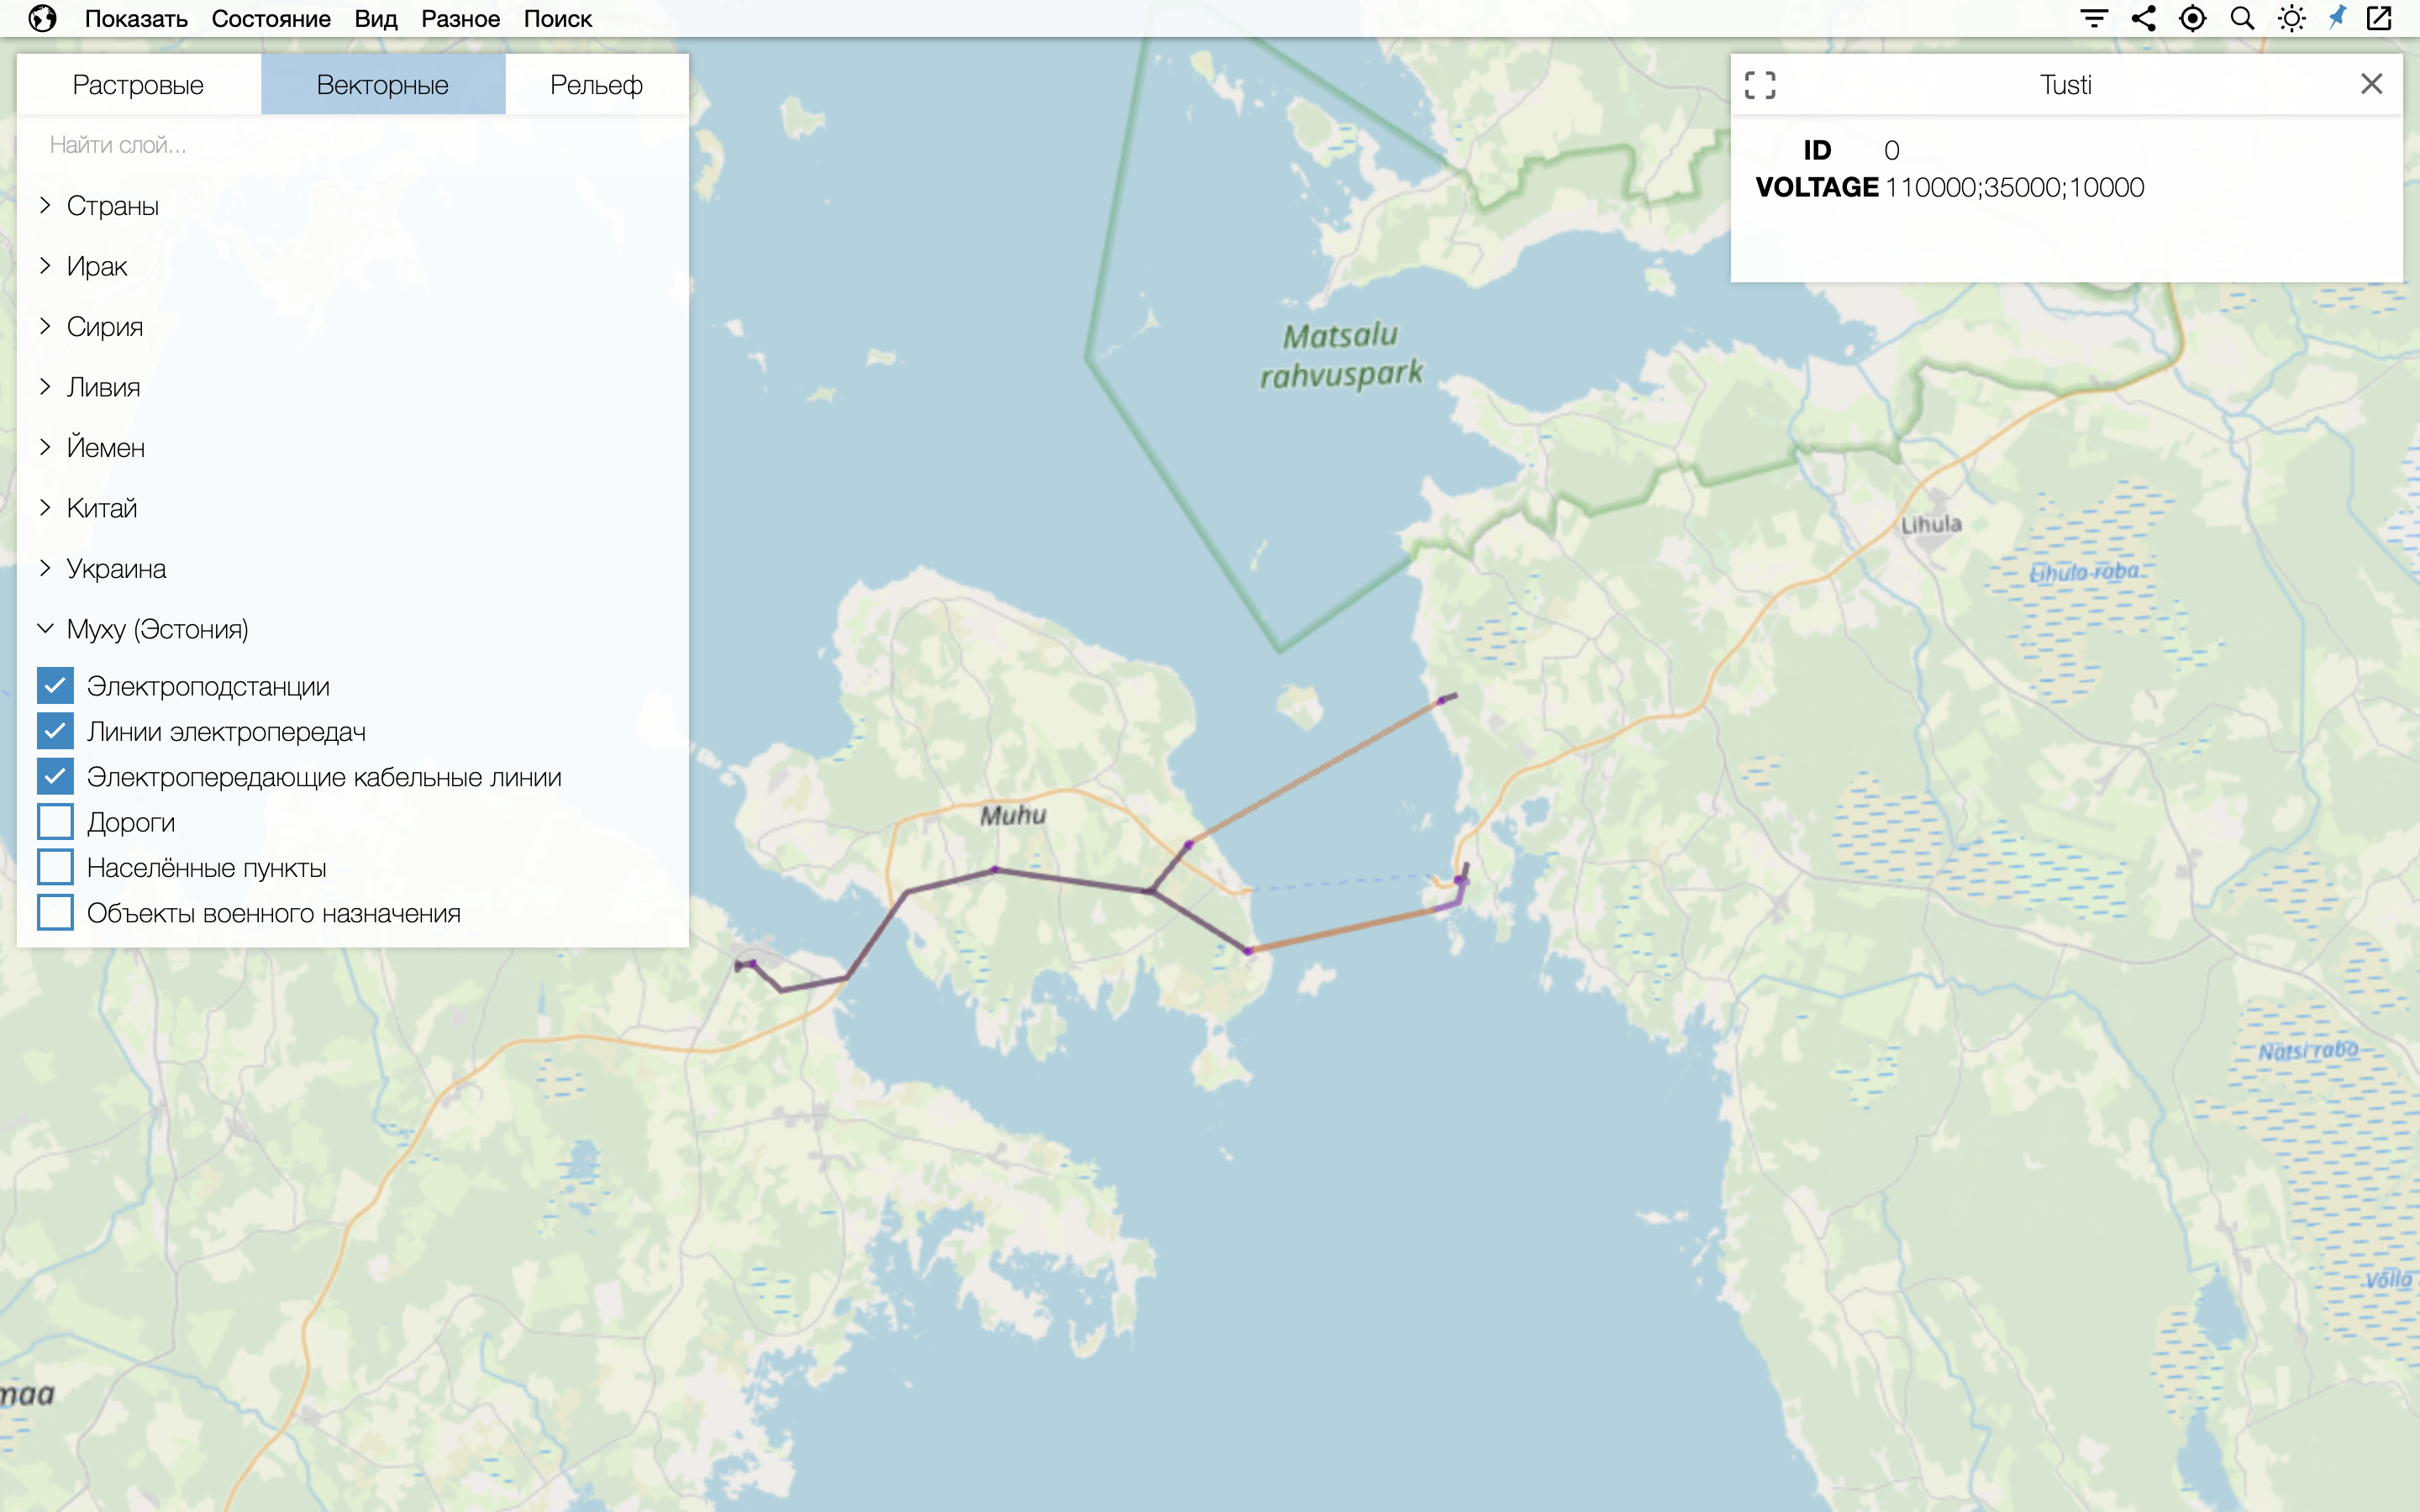 Показать Состояние Вид Разное Поиск
Растровые Векторные Рельеф
Найти слой...
Страны
Ирак
Сирия
Ливия
Йемен
Китай
Украина
Муху (Эстония)
Электроподстанции
Линии электропередач
Электропередающие кабельные линии
Дороги
Населённые пункты
Объекты военного назначения
Tusti
ID 0
VOLTAGE 110000;35000;10000
Matsalu
rahvuspark
Lihula
Lihula raba
Muhu
Nätsi raba
Võlla
maa